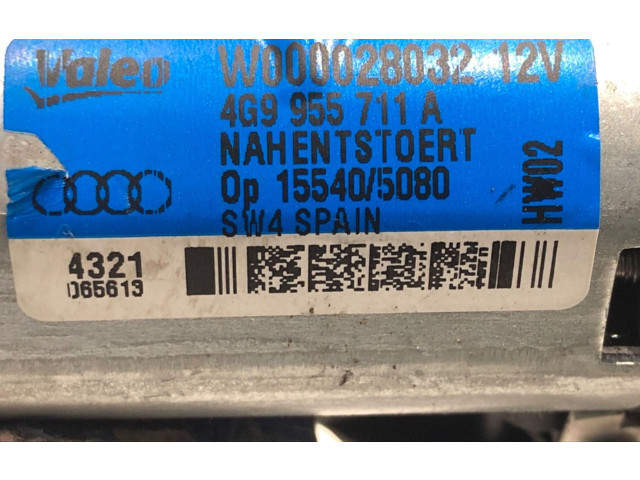 Valeo
W000028032 12V
4G9 955 711 A
NAHENTSTOERT
Op 15540/5080
SW4 SPAIN
HW02
4321
065613